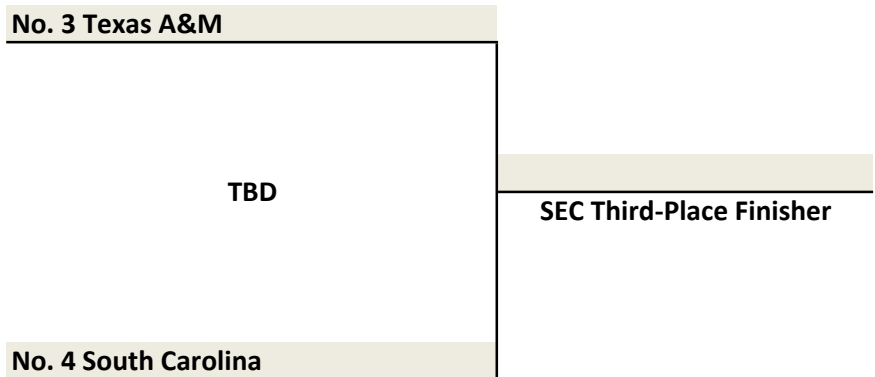 No. 3 Texas A&M
TBD
SEC Third-Place Finisher
No. 4 South Carolina